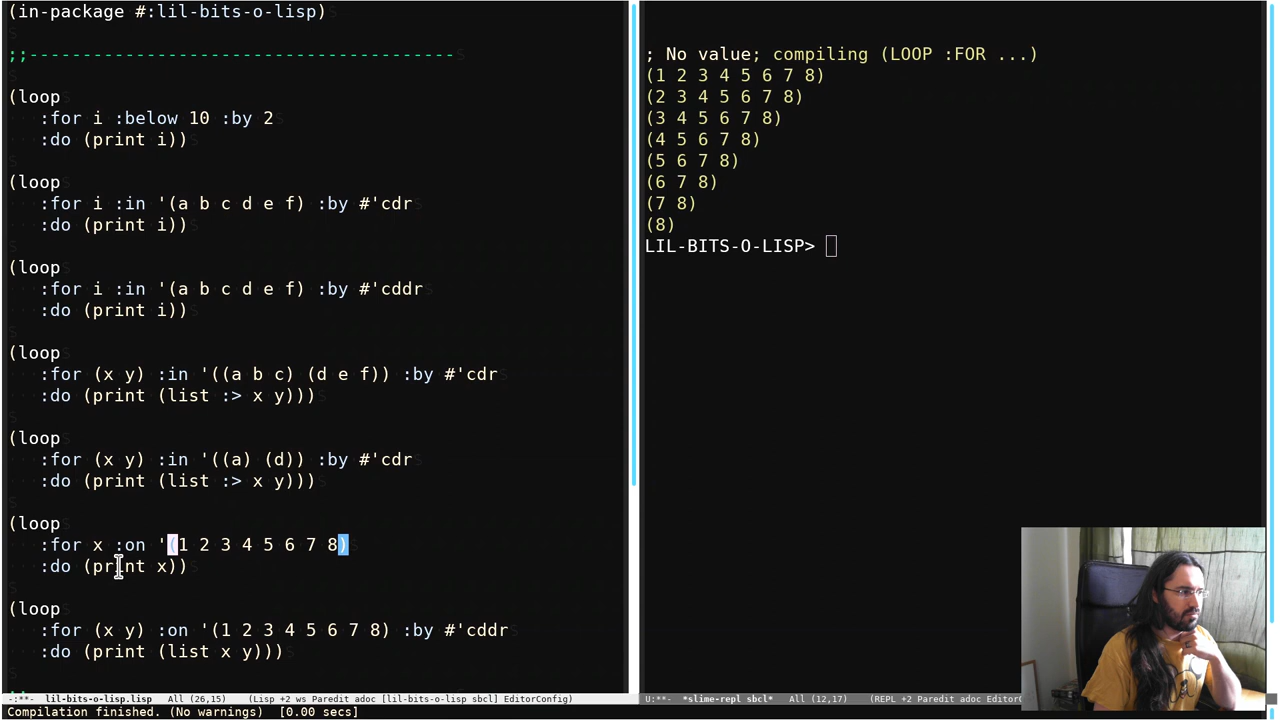 (in-package #:lil-bits-o-lisp)
;;----------------------------------------
(loop
:for i :below 10 :by 2
:do (print i))
(loop
:for i :in '(a b c d e f) :by #'cdr
:do (print i))
(loop
:for i :in '(a b c d e f) :by #'cddr
:do (print i))
(loop
:for (x y) :in '((a b c) (d e f)) :by #'cdr
:do (print (list :> x y)))
(loop
:for (x y) :in '((a) (d)) :by #'cdr
:do (print (list :> x y)))
(loop
:for x :on '(1 2 3 4 5 6 7 8)
:do (print x))
(loop
:for (x y) :on '(1 2 3 4 5 6 7 8) :by #'cddr
:do (print (list x y)))
-:**- lil-bits-o-lisp.lisp All (26,15) (Lisp +2 ws Paredit adoc [lil-bits-o-lisp sbcl] EditorConfig)
Compilation finished. (No warnings) [0.00 secs]
; No value; compiling (LOOP :FOR ...)
(1 2 3 4 5 6 7 8)
(2 3 4 5 6 7 8)
(3 4 5 6 7 8)
(4 5 6 7 8)
(5 6 7 8)
(6 7 8)
(7 8)
(8)
LIL-BITS-O-LISP>
U:**- *slime-repl sbcl* All (12,17) (REPL +2 Paredit adoc EditorC